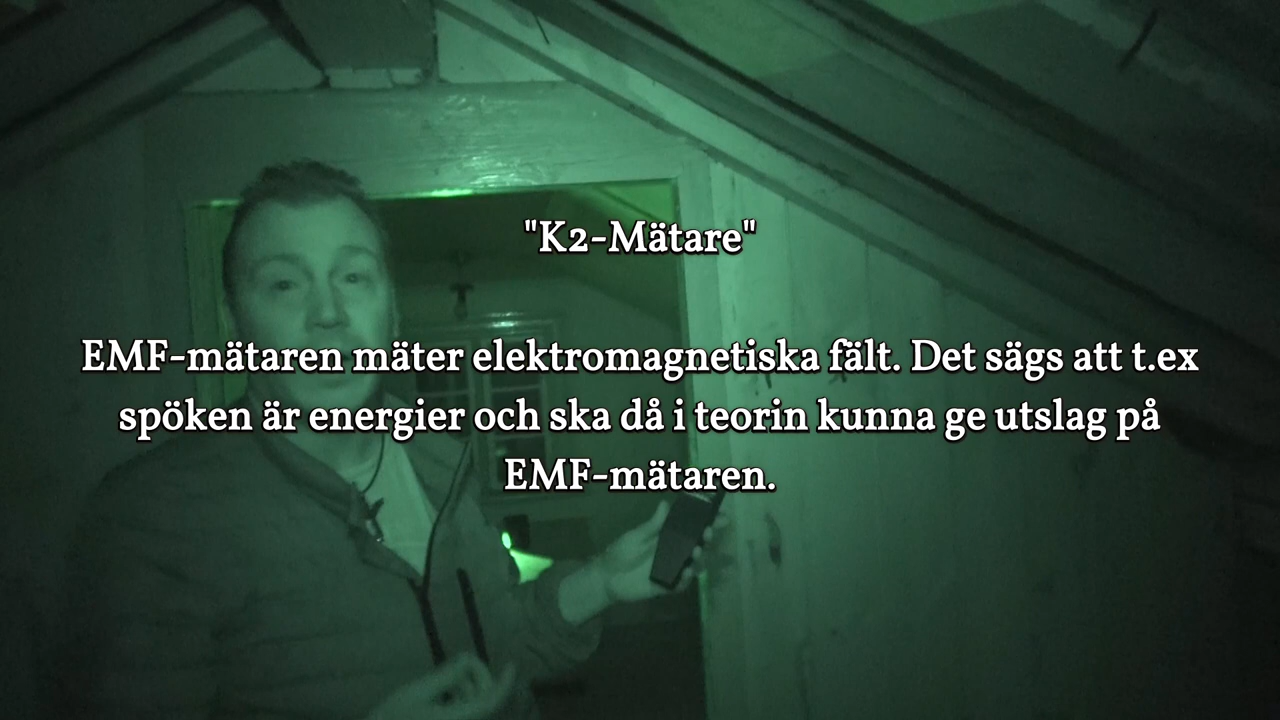 "K2-Mätare"
EMF-mätaren mäter elektromagnetiska fält. Det sägs att t.ex
spöken är energier och ska då i teorin kunna ge utslag på
EMF-mätaren.